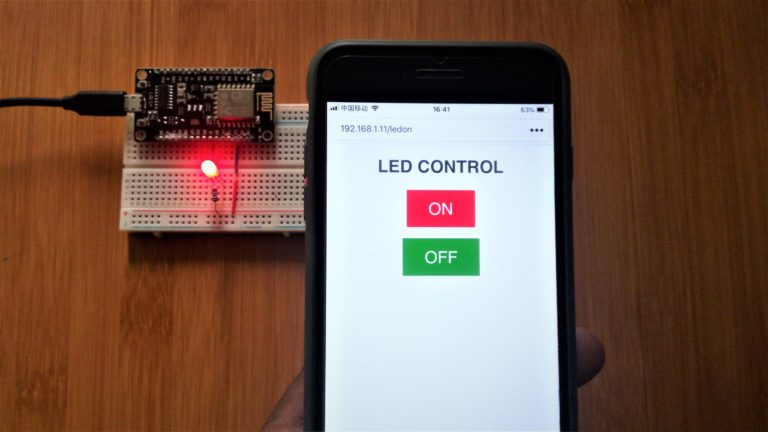 中国移动 16:41 63%
192.168.1.11/ledon
LED CONTROL
ON
OFF